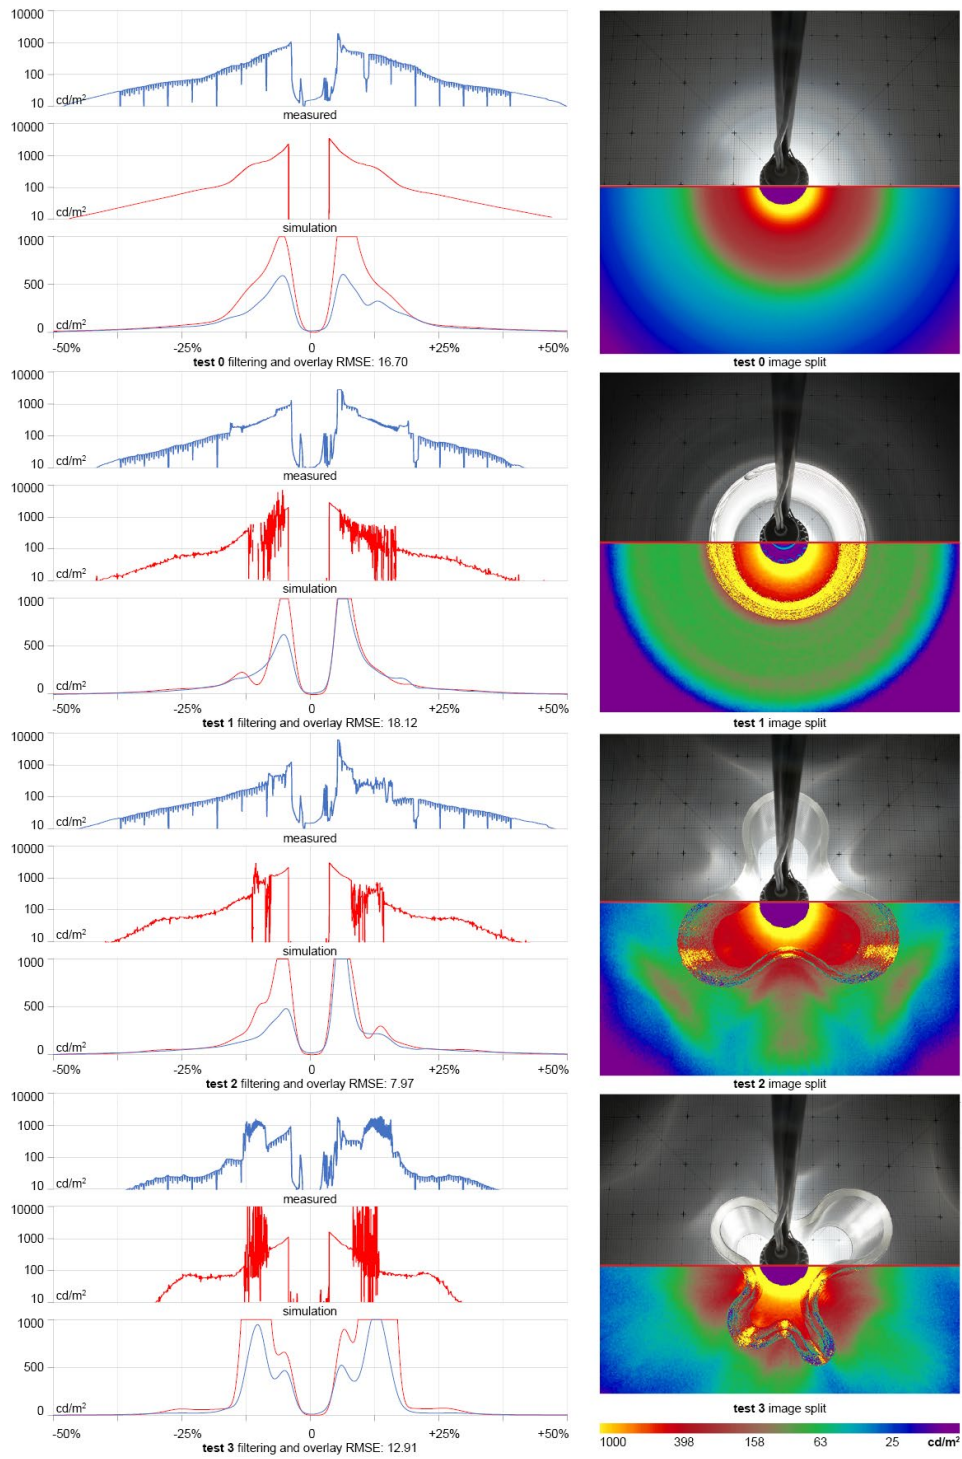 10000
1000
100
10
cd/m²
measured
10000
1000
100
10
cd/m²
simulation
1000
500
0
cd/m²
-50% -25% 0 +25% +50%
test 0 filtering and overlay RMSE: 16.70
test 0 image split
10000
1000
100
10
cd/m²
measured
10000
1000
100
10
cd/m²
simulation
1000
500
0
cd/m²
-50% -25% 0 +25% +50%
test 1 filtering and overlay RMSE: 18.12
test 1 image split
10000
1000
100
10
cd/m²
measured
10000
1000
100
10
cd/m²
simulation
1000
500
0
cd/m²
-50% -25% 0 +25% +50%
test 2 filtering and overlay RMSE: 7.97
test 2 image split
10000
1000
100
10
cd/m²
measured
10000
1000
100
10
cd/m²
simulation
1000
500
0
cd/m²
-50% -25% 0 +25% +50%
test 3 filtering and overlay RMSE: 12.91
test 3 image split
1000 398 158 63 25 cd/m²